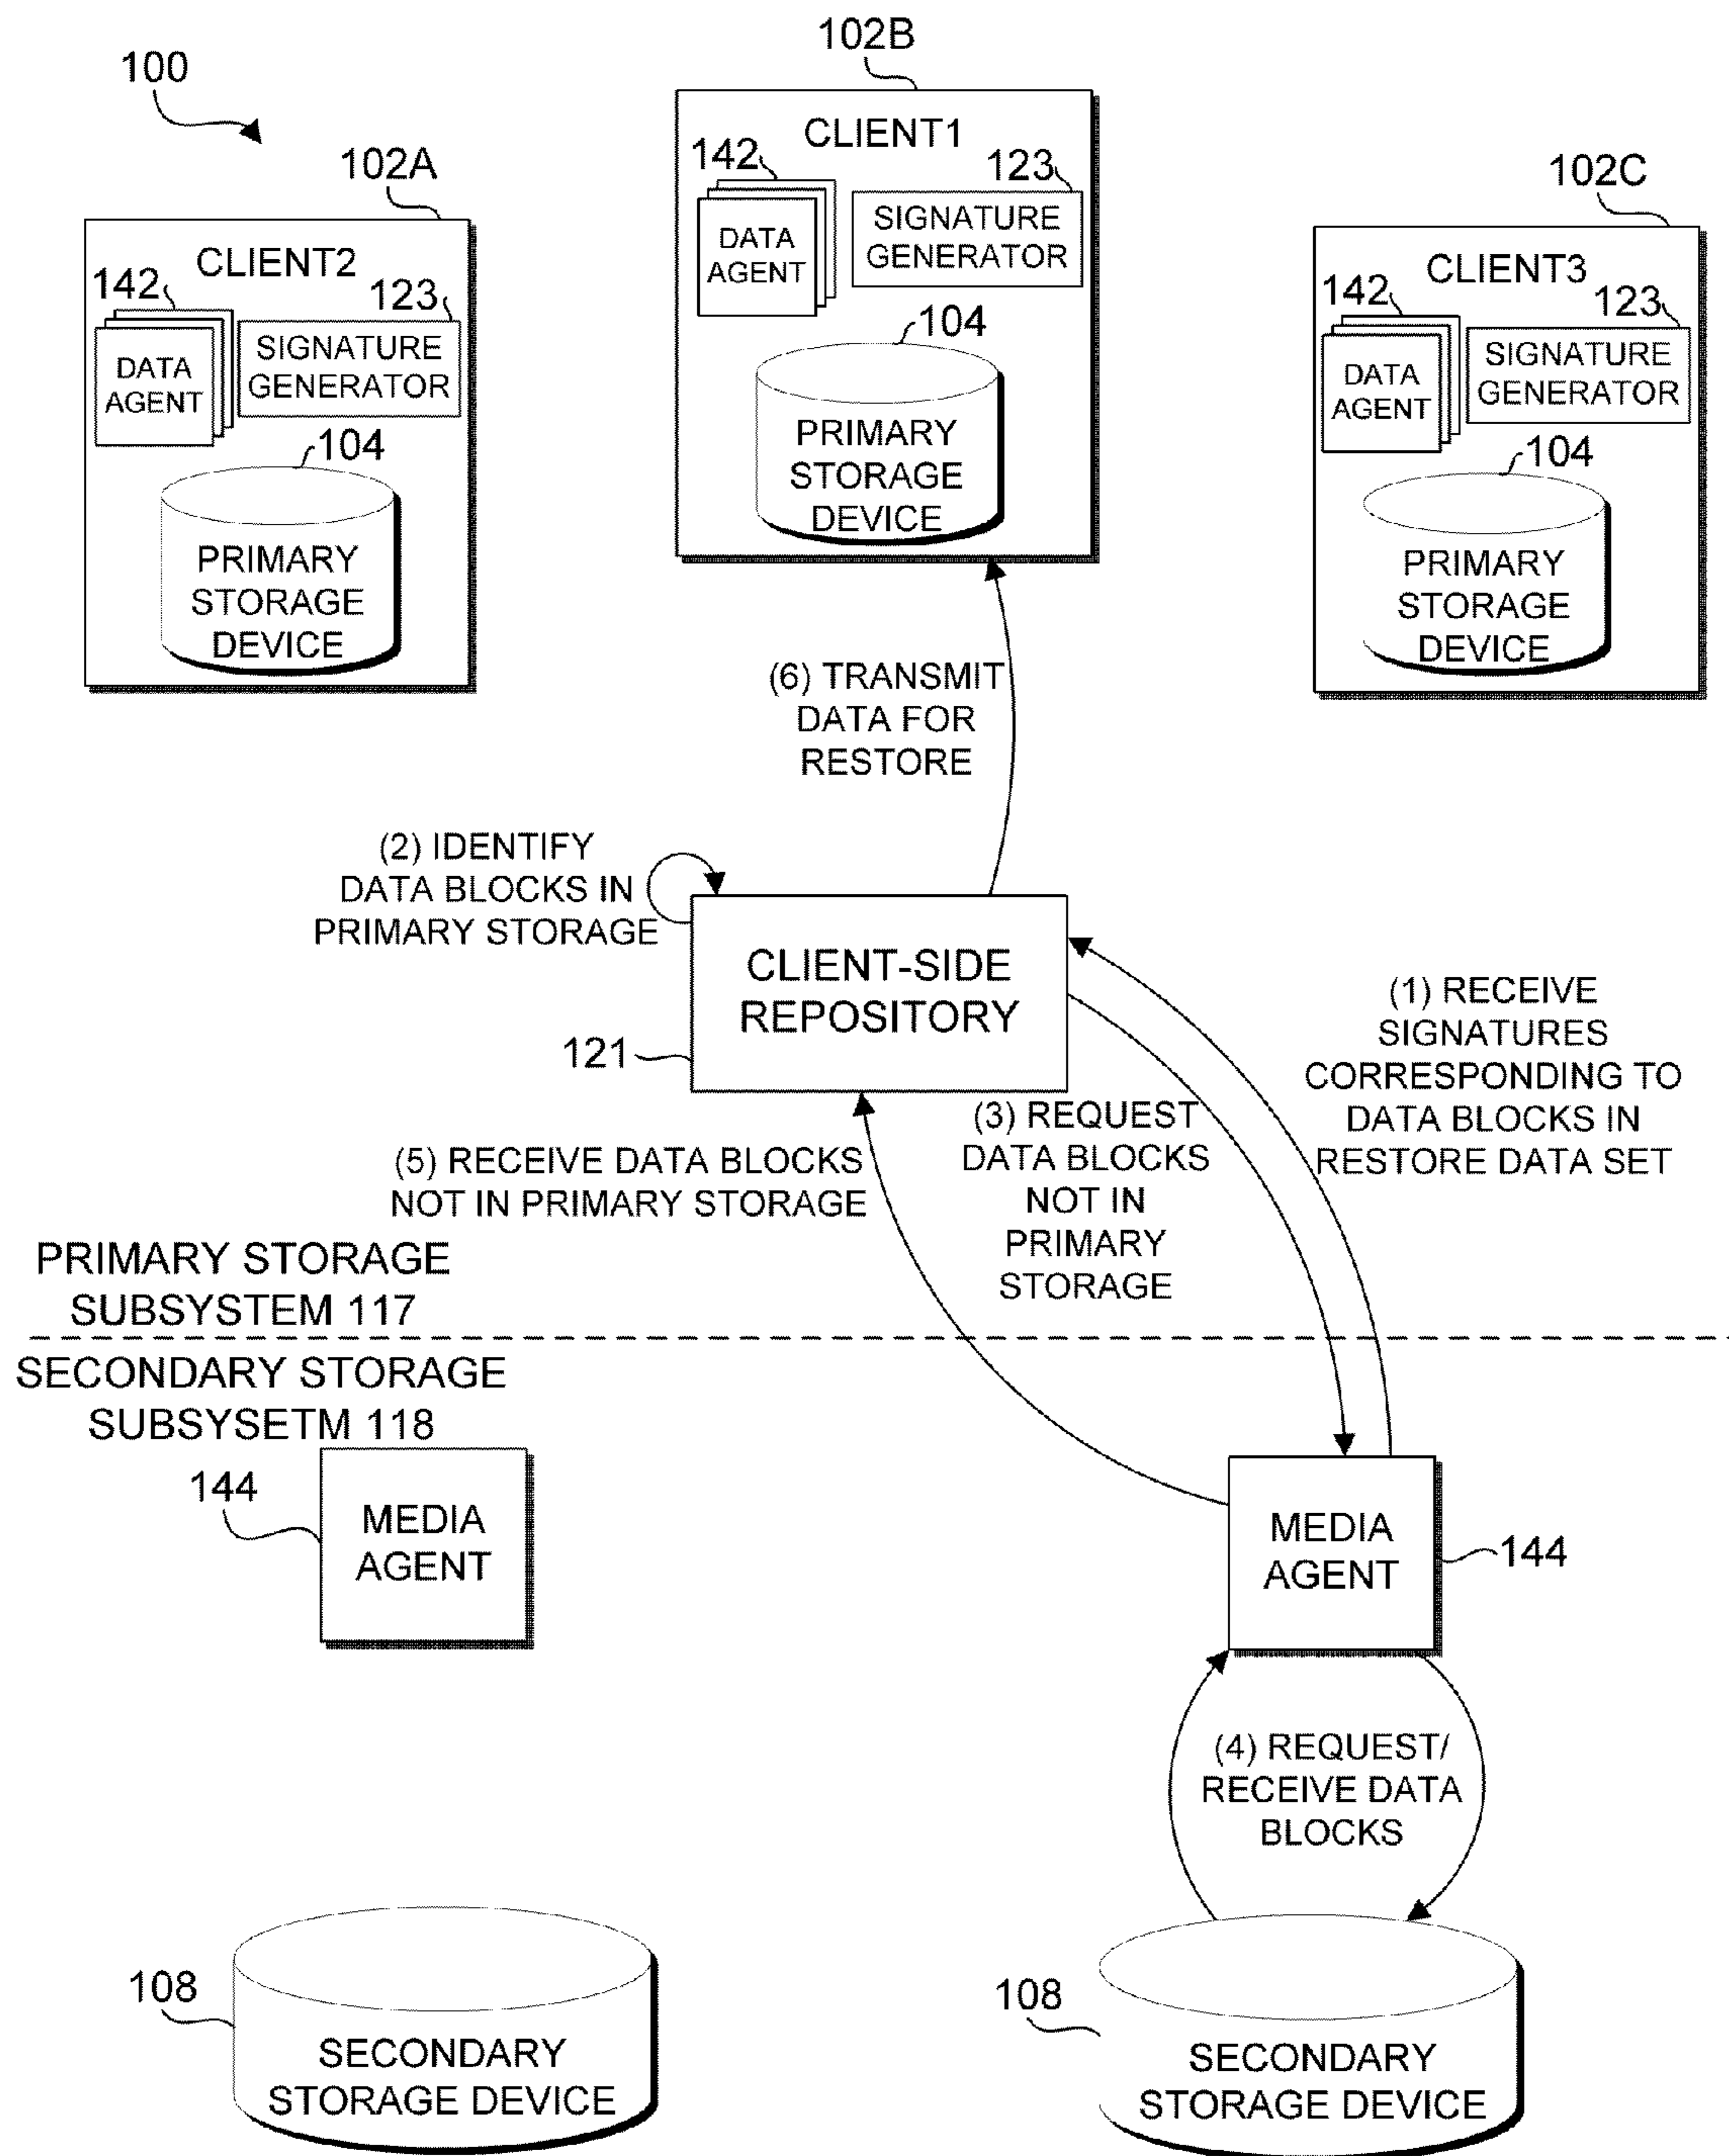 100
102B
CLIENT1
142
123
DATA
AGENT
SIGNATURE
GENERATOR
104
PRIMARY
STORAGE
DEVICE
102A
CLIENT2
142
123
DATA
AGENT
SIGNATURE
GENERATOR
104
PRIMARY
STORAGE
DEVICE
102C
CLIENT3
142
123
DATA
AGENT
SIGNATURE
GENERATOR
104
PRIMARY
STORAGE
DEVICE
(6) TRANSMIT
DATA FOR
RESTORE
(2) IDENTIFY
DATA BLOCKS IN
PRIMARY STORAGE
CLIENT-SIDE
REPOSITORY
121
(1) RECEIVE
SIGNATURES
CORRESPONDING TO
DATA BLOCKS IN
RESTORE DATA SET
(3) REQUEST
DATA BLOCKS
NOT IN
PRIMARY
STORAGE
(5) RECEIVE DATA BLOCKS
NOT IN PRIMARY STORAGE
PRIMARY STORAGE
SUBSYSTEM 117
SECONDARY STORAGE
SUBSYSETM 118
144
MEDIA
AGENT
MEDIA
AGENT
144
(4) REQUEST/
RECEIVE DATA
BLOCKS
108
SECONDARY
STORAGE DEVICE
108
SECONDARY
STORAGE DEVICE